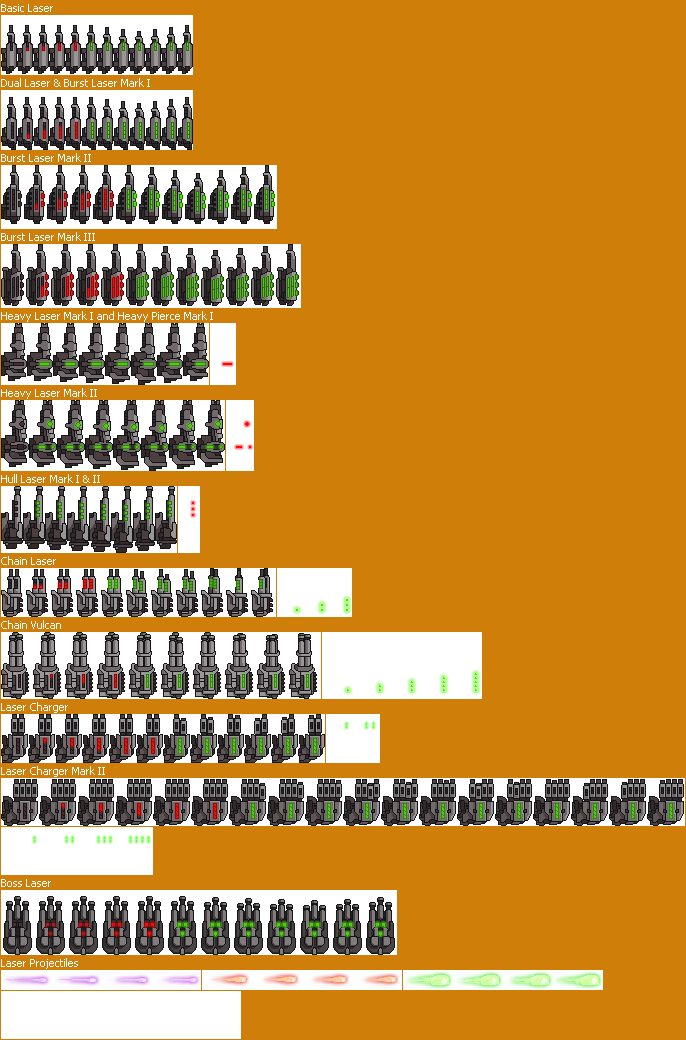 Basic Laser
Dual Laser & Burst Laser Mark I
Burst Laser Mark II
Burst Laser Mark III
Heavy Laser Mark I and Heavy Pierce Mark I
Heavy Laser Mark II
Hull Laser Mark I & II
Chain Laser
Chain Vulcan
Laser Charger
Laser Charger Mark II
Boss Laser
Laser Projectiles